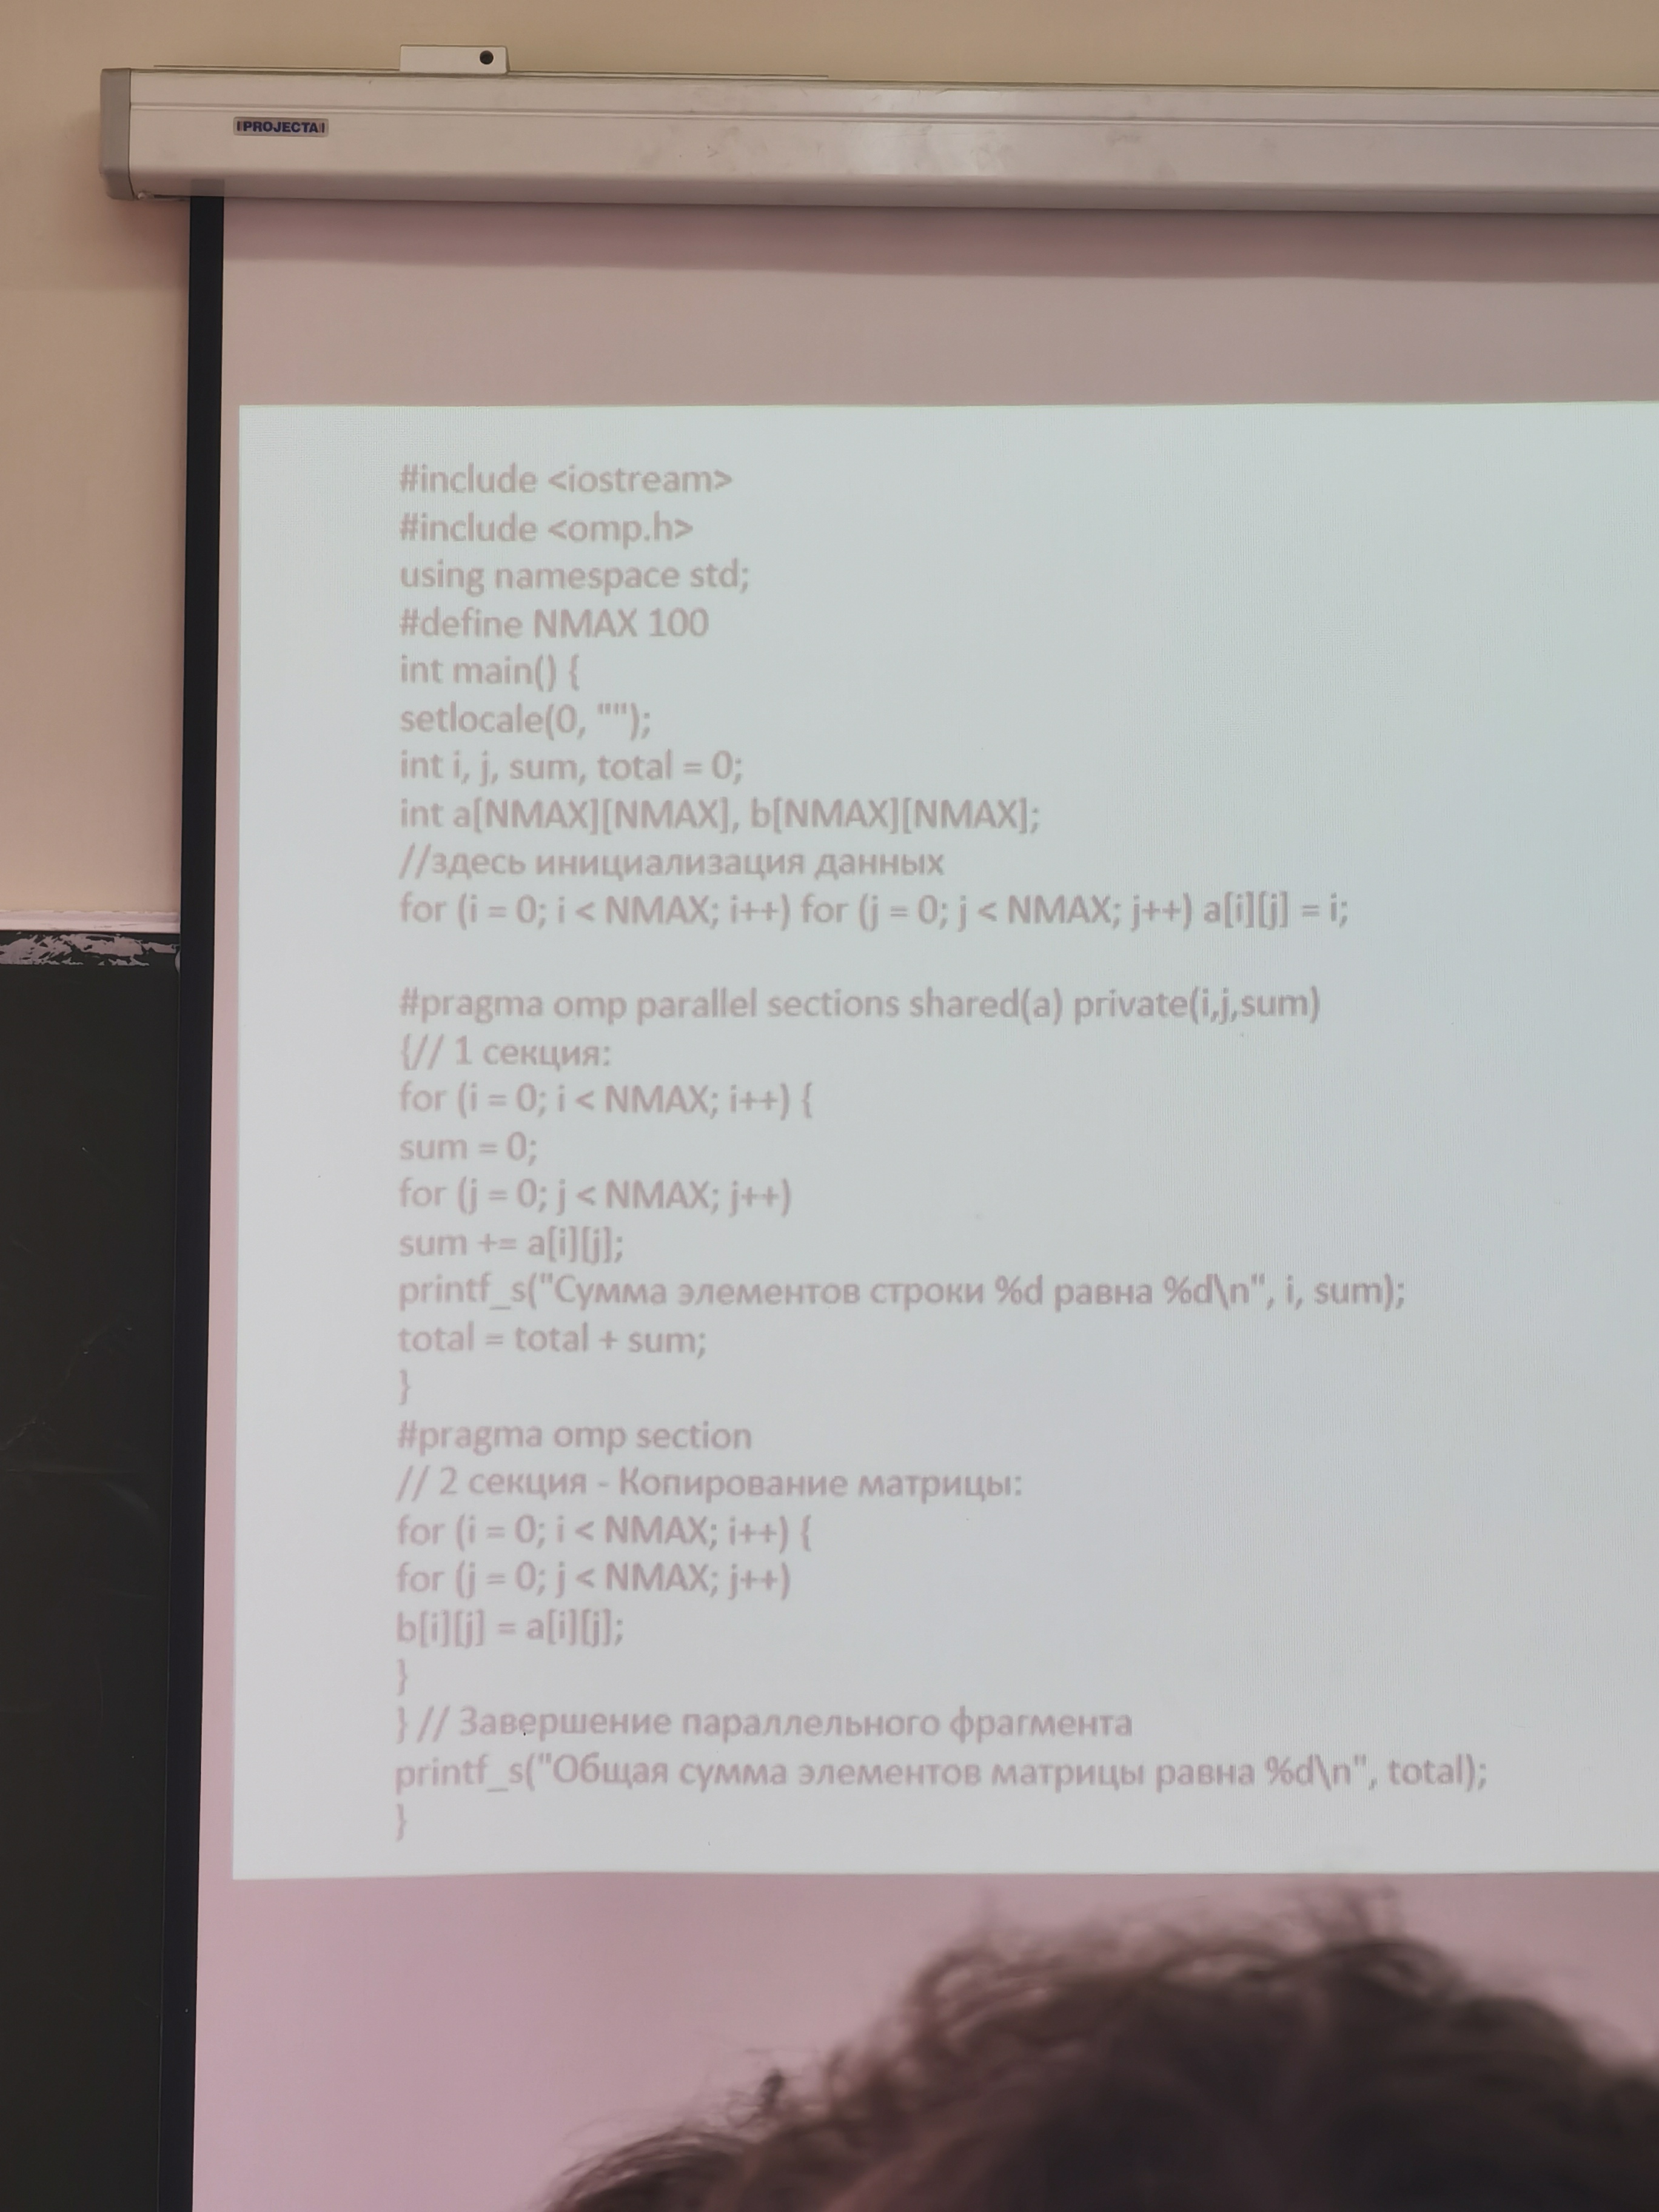 PROJECTA
#include <iostream>
#include <omp.h>
using namespace std;
#define NMAX 100
int main() {
setlocale(0, "");
int i, j, sum, total = 0;
int a[NMAX][NMAX], b[NMAX][NMAX];
//здесь инициализация данных
for (i = 0; i < NMAX; i++) for (j = 0; j < NMAX; j++) a[i][j] = i;
#pragma omp parallel sections shared(a) private(i,j,sum)
{// 1 секция:
for (i = 0; i < NMAX; i++) {
sum = 0;
for (j = 0; j < NMAX; j++)
sum += a[i][j];
printf_s("Сумма элементов строки %d равна %d\n", i, sum);
total = total + sum;
}
#pragma omp section
// 2 секция - Копирование матрицы:
for (i = 0; i < NMAX; i++) {
for (j = 0; j < NMAX; j++)
b[i][j] = a[i][j];
}
} // Завершение параллельного фрагмента
printf_s("Общая сумма элементов матрицы равна %d\n", total);
}